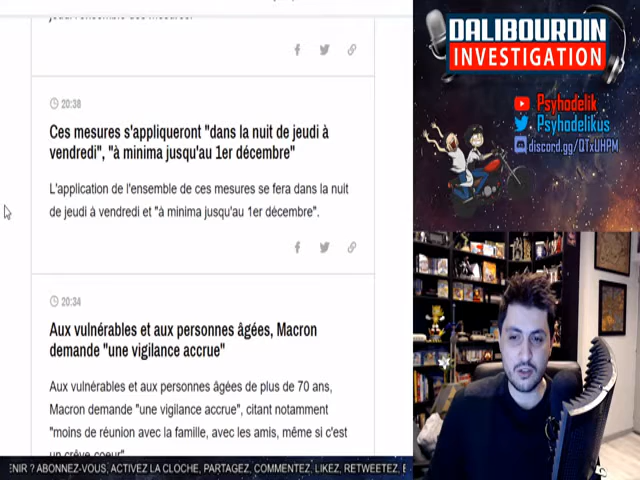 jeudi l'ensemble des mesures.
20:38
Ces mesures s'appliqueront "dans la nuit de jeudi à
vendredi", "à minima jusqu'au 1er décembre"
L'application de l'ensemble de ces mesures se fera dans la nuit
de jeudi à vendredi et "à minima jusqu'au 1er décembre".
20:34
Aux vulnérables et aux personnes âgées, Macron
demande "une vigilance accrue"
Aux vulnérables et aux personnes âgées de plus de 70 ans,
Macron demande "une vigilance accrue", citant notamment
"moins de réunion avec la famille, avec les amis, même si c'est
un crève coeur"
ENIR ? ABONNEZ-VOUS, ACTIVEZ LA CLOCHE, PARTAGEZ, COMMENTEZ, LIKEZ, RETWEETEZ, E
DALIBOURDIN
INVESTIGATION
Psyhodelik
Psyhodelikus
discord.gg/QTxUHPM